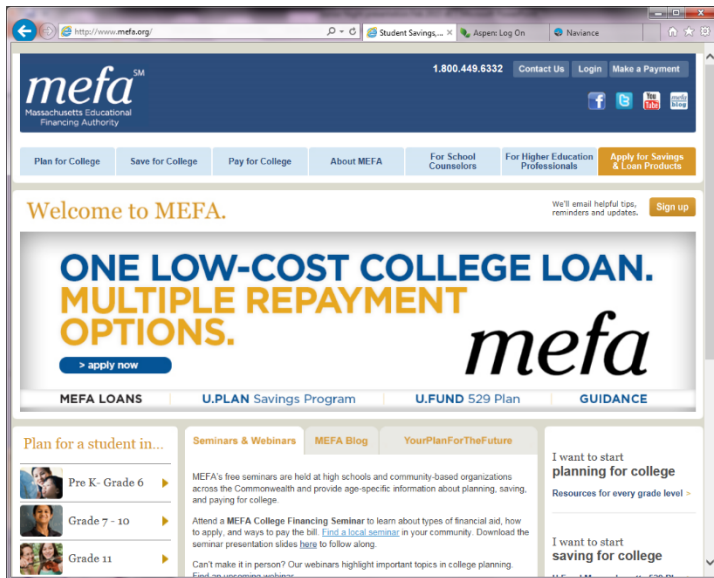 http://www.mefa.org/
Student Savings,...
Aspen: Log On
Naviance
mefa SM
Massachusetts Educational
Financing Authority
1.800.449.6332
Contact Us
Login
Make a Payment
You
Tube
mefa
blog
Plan for College
Save for College
Pay for College
About MEFA
For School
Counselors
For Higher Education
Professionals
Apply for Savings
& Loan Products
Welcome to MEFA.
We'll email helpful tips,
reminders and updates.
Sign up
ONE LOW-COST COLLEGE LOAN.
MULTIPLE REPAYMENT
OPTIONS.
> apply now
mefa
MEFA LOANS
U.PLAN Savings Program
U.FUND 529 Plan
GUIDANCE
Plan for a student in...
Pre K- Grade 6
Grade 7 - 10
Grade 11
Seminars & Webinars
MEFA Blog
YourPlanForTheFuture
MEFA's free seminars are held at high schools and community-based organizations
across the Commonwealth and provide age-specific information about planning, saving,
and paying for college.
Attend a MEFA College Financing Seminar to learn about types of financial aid, how
to apply, and ways to pay the bill. Find a local seminar in your community. Download the
seminar presentation slides here to follow along.
Can't make it in person? Our webinars highlight important topics in college planning.
Find an upcoming webinar
I want to start
planning for college
Resources for every grade level >
I want to start
saving for college